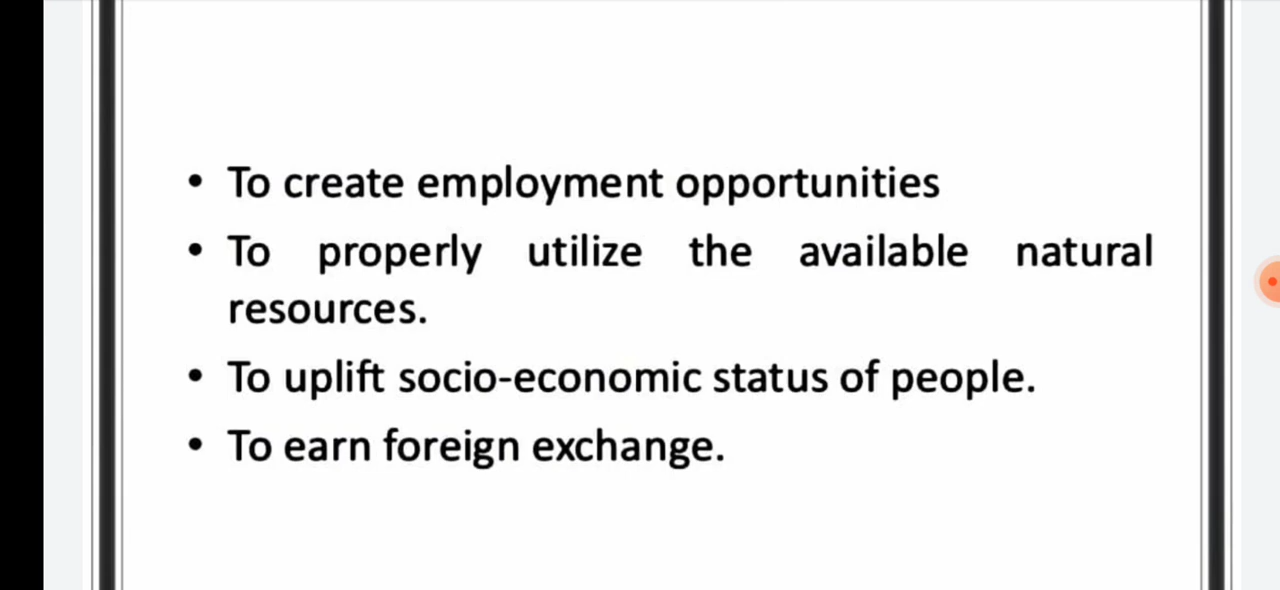 • To create employment opportunities
• To properly utilize the available natural
resources.
• To uplift socio-economic status of people.
• To earn foreign exchange.